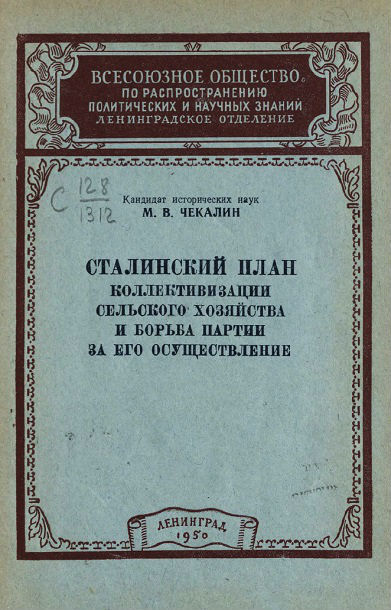 ВСЕСОЮЗНОЕ ОБЩЕСТВО
ПО РАСПРОСТРАНЕНИЮ
ПОЛИТИЧЕСКИХ И НАУЧНЫХ ЗНАНИЙ
ЛЕНИНГРАДСКОЕ ОТДЕЛЕНИЕ
С 128
1312
Кандидат исторических наук
М. В. ЧЕКАЛИН
СТАЛИНСКИЙ ПЛАН
КОЛЛЕКТИВИЗАЦИИ
СЕЛЬСКОГО ХОЗЯЙСТВА
И БОРЬБА ПАРТИИ
ЗА ЕГО ОСУЩЕСТВЛЕНИЕ
ЛЕНИНГРАД
1950